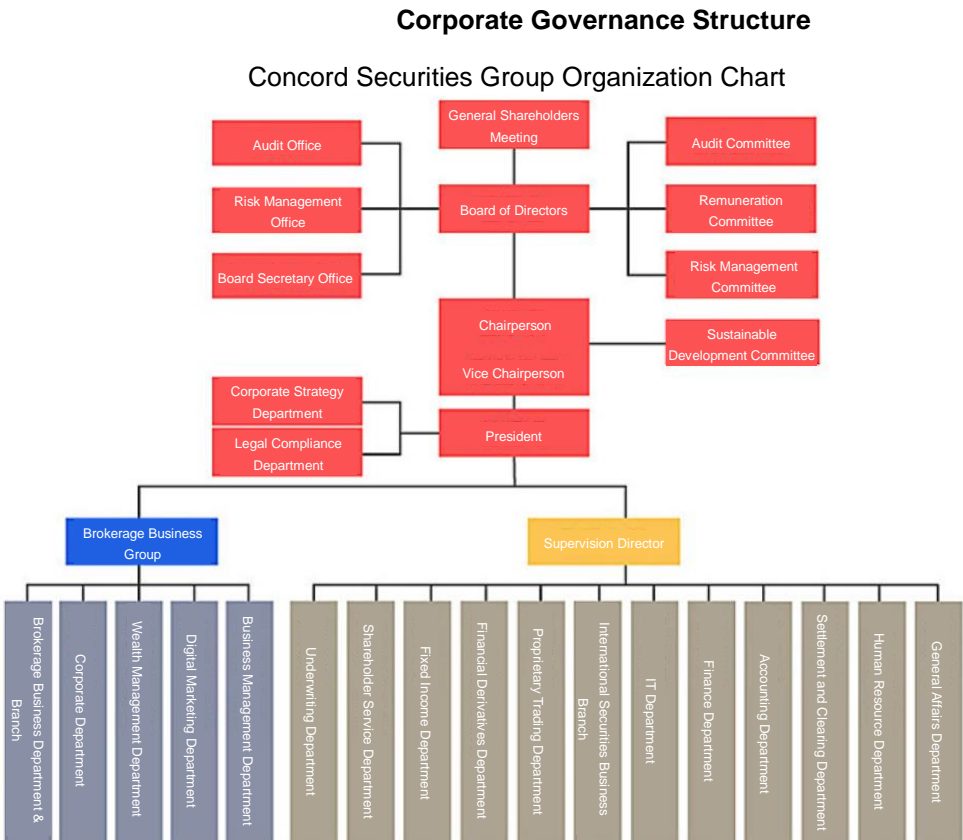 Corporate Governance Structure
Concord Securities Group Organization Chart
General Shareholders
Meeting
Audit Office
Audit Committee
Risk Management
Office
Board of Directors
Remuneration
Committee
Board Secretary Office
Risk Management
Committee
Chairperson
Vice Chairperson
Sustainable
Development Committee
Corporate Strategy
Department
President
Legal Compliance
Department
Brokerage Business
Group
Supervision Director
Brokerage Business Department &
Branch
Corporate Department
Wealth Management Department
Digital Marketing Department
Business Management Department
Underwriting Department
Shareholder Service Department
Fixed Income Department
Financial Derivatives Department
Proprietary Trading Department
International Securities Business
Branch
IT Department
Finance Department
Accounting Department
Settlement and Clearing Department
Human Resource Department
General Affairs Department